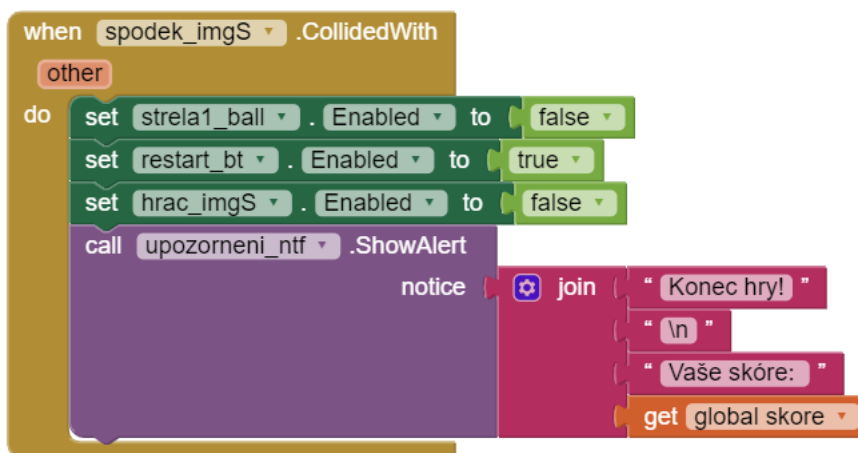 when spodek_imgS .CollidedWith
other
do set strela1_ball . Enabled to false
set restart_bt . Enabled to true
set hrac_imgS . Enabled to false
call upozorneni_ntf .ShowAlert
notice join “ Konec hry! ”
“ \n ”
“ Vaše skóre: ”
get global skore